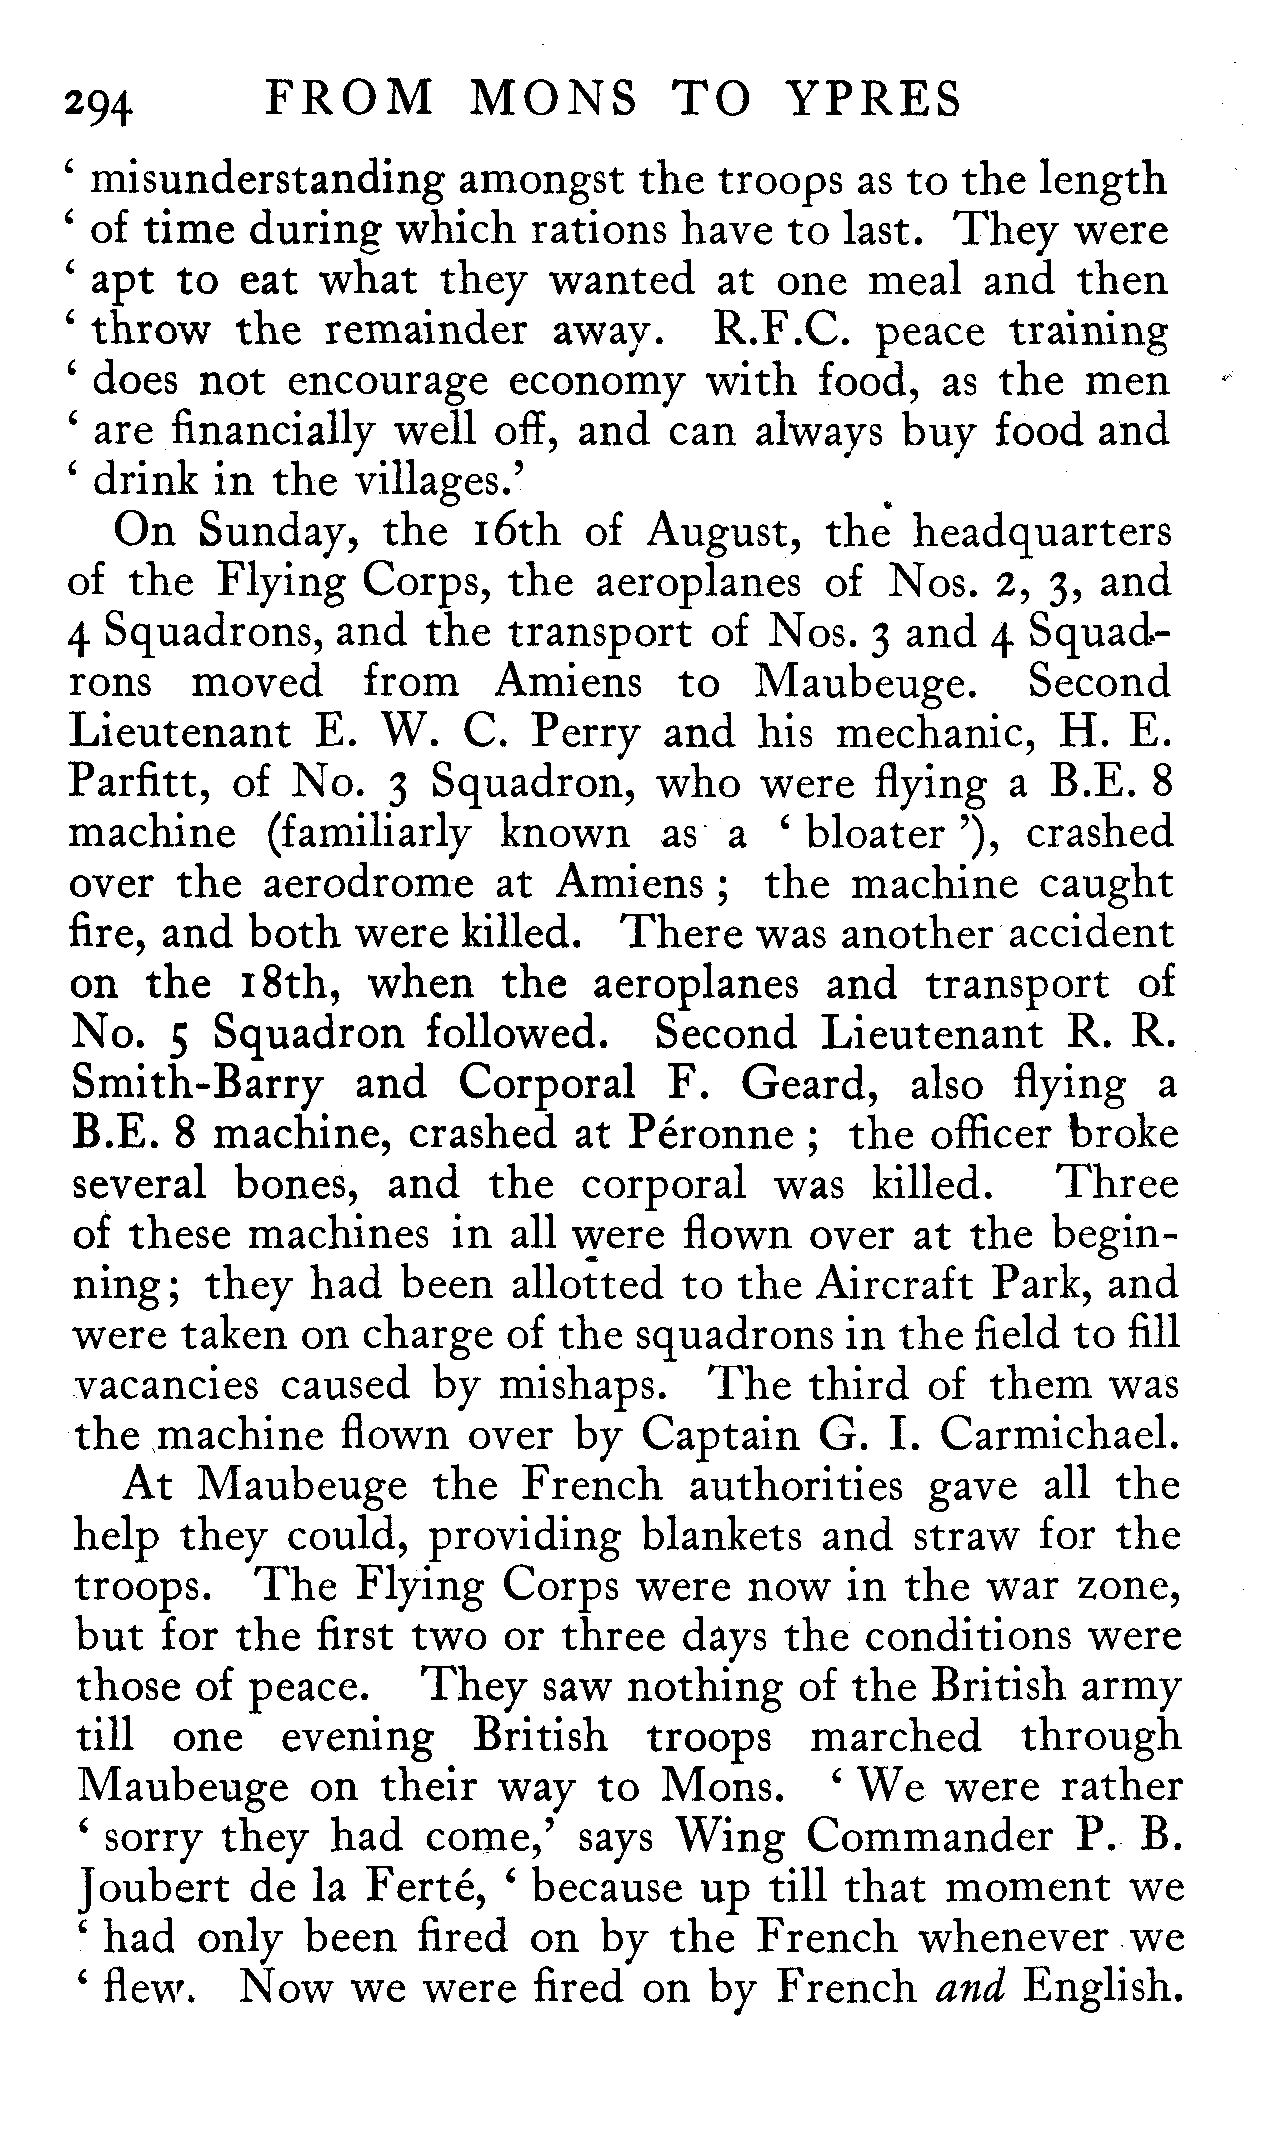 294 FROM MONS TO YPRES
‘ misunderstanding amongst the troops as to the length
‘ of time during which rations have to last. They were
‘ apt to eat what they wanted at one meal and then
‘ throw the remainder away. R.F.C. peace training
‘ does not encourage economy with food, as the men
‘ are financially well off, and can always buy food and
‘ drink in the villages.’
On Sunday, the 16th of August, the headquarters
of the Flying Corps, the aeroplanes of Nos. 2, 3, and
4 Squadrons, and the transport of Nos. 3 and 4 Squad-
rons moved from Amiens to Maubeuge. Second
Lieutenant E. W. C. Perry and his mechanic, H. E.
Parfitt, of No. 3 Squadron, who were flying a B.E. 8
machine (familiarly known as a ‘ bloater ’), crashed
over the aerodrome at Amiens ; the machine caught
fire, and both were killed. There was another accident
on the 18th, when the aeroplanes and transport of
No. 5 Squadron followed. Second Lieutenant R. R.
Smith-Barry and Corporal F. Geard, also flying a
B.E. 8 machine, crashed at Péronne ; the officer broke
several bones, and the corporal was killed. Three
of these machines in all were flown over at the begin-
ning ; they had been allotted to the Aircraft Park, and
were taken on charge of the squadrons in the field to fill
vacancies caused by mishaps. The third of them was
the machine flown over by Captain G. I. Carmichael.
At Maubeuge the French authorities gave all the
help they could, providing blankets and straw for the
troops. The Flying Corps were now in the war zone,
but for the first two or three days the conditions were
those of peace. They saw nothing of the British army
till one evening British troops marched through
Maubeuge on their way to Mons. ‘ We were rather
‘ sorry they had come,’ says Wing Commander P. B.
Joubert de la Ferté, ‘ because up till that moment we
‘ had only been fired on by the French whenever we
‘ flew. Now we were fired on by French and English.